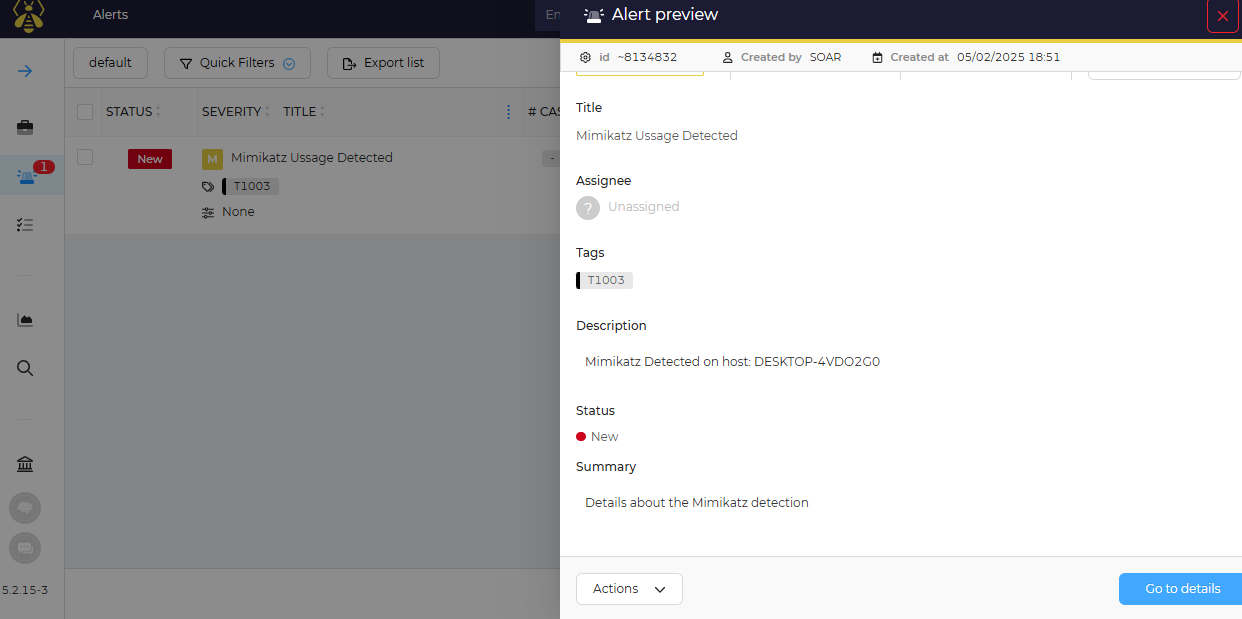 Alerts
En
Alert preview
id ~8134832
Created by SOAR
Created at 05/02/2025 18:51
default
Quick Filters
Export list
STATUS
SEVERITY
TITLE
# CAS
New
M
Mimikatz Ussage Detected
-
T1003
None
1
5.2.15-3
Title
Mimikatz Ussage Detected
Assignee
?
Unassigned
Tags
T1003
Description
Mimikatz Detected on host: DESKTOP-4VDO2G0
Status
New
Summary
Details about the Mimikatz detection
Actions
Go to details